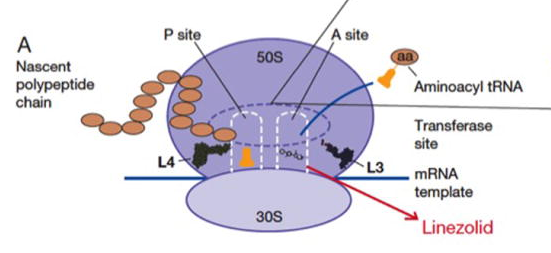 A
Nascent
polypeptide
chain
P site
A site
50S
aa
Aminoacyl tRNA
Transferase
site
L4
L3
mRNA
template
30S
Linezolid